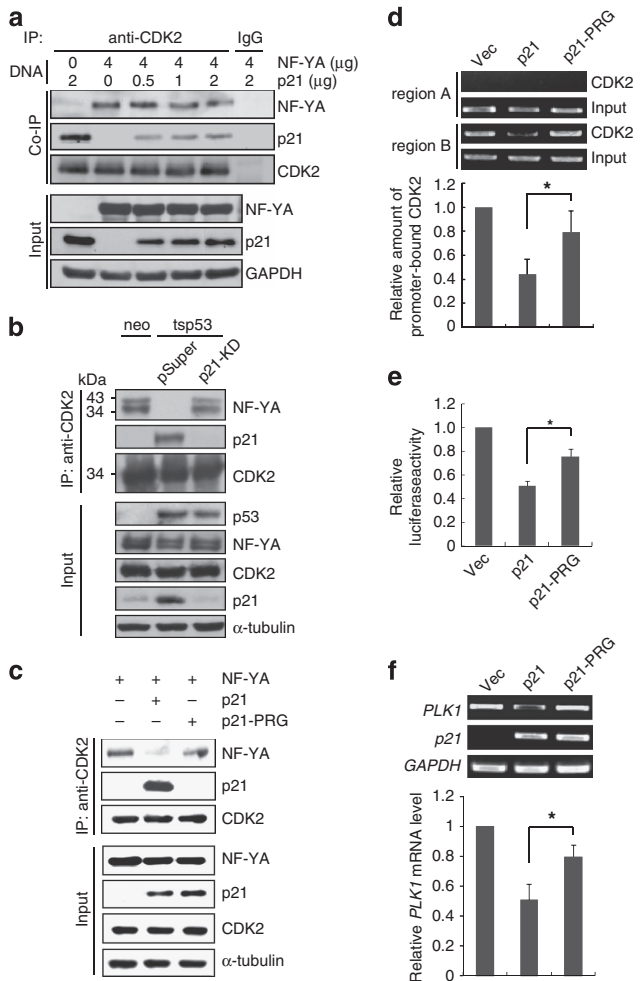 a
IP: anti-CDK2 IgG
DNA 0 4 4 4 4 4 NF-YA (μg)
2 0 0.5 1 2 2 p21 (μg)
Co-IP
NF-YA
p21
CDK2
Input
NF-YA
p21
GAPDH
b
neo tsp53
pSuper p21-KD
kDa
IP: anti-CDK2
43
34
NF-YA
p21
34
CDK2
Input
p53
NF-YA
CDK2
p21
α-tubulin
c
+ + + NF-YA
– + – p21
– – + p21-PRG
IP: anti-CDK2
NF-YA
p21
CDK2
Input
NF-YA
p21
CDK2
α-tubulin
d
Vec p21 p21-PRG
region A
CDK2
Input
region B
CDK2
Input
Relative amount of
promoter-bound CDK2
1.2
1
0.8
0.6
0.4
0.2
0
*
e
Relative
luciferaseactivity
1.2
1.0
0.8
0.6
0.4
0.2
0
*
Vec p21 p21-PRG
f
Vec p21 p21-PRG
PLK1
p21
GAPDH
Relative PLK1 mRNA level
1
0.8
0.6
0.4
0.2
0
*